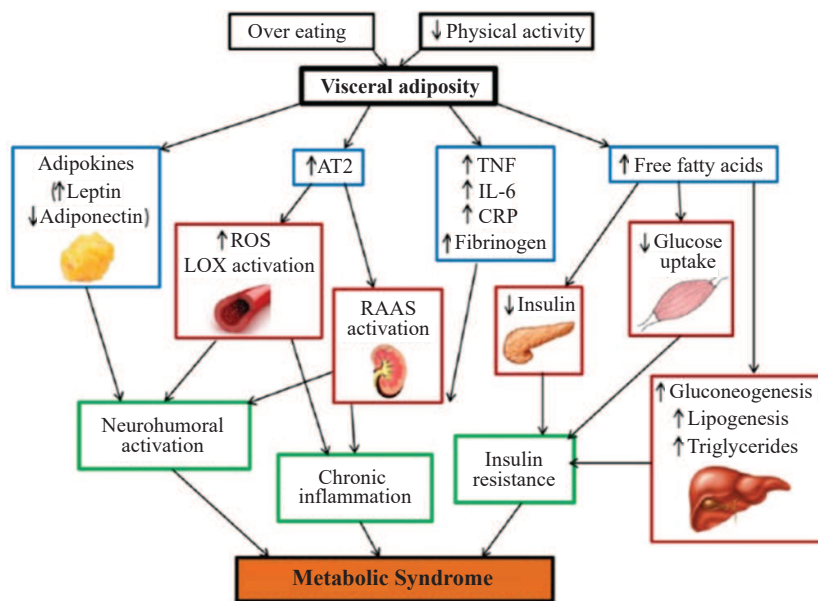 Over eating
↓ Physical activity
Visceral adiposity
Adipokines
(↑Leptin
↓Adiponectin)
↑AT2
↑ TNF
↑ IL-6
↑ CRP
↑ Fibrinogen
↑ Free fatty acids
↑ ROS
LOX activation
RAAS
activation
↓ Insulin
↓ Glucose
uptake
↑ Gluconeogenesis
↑ Lipogenesis
↑ Triglycerides
Neurohumoral
activation
Chronic
inflammation
Insulin
resistance
Metabolic Syndrome